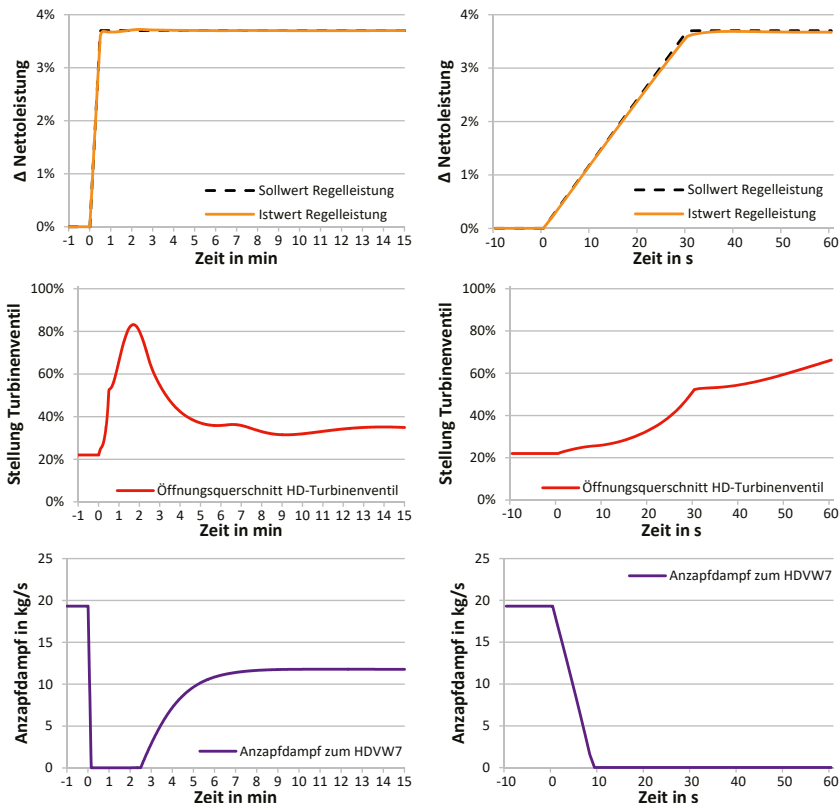 4%
3%
2%
1%
0%
Δ Nettoleistung
Sollwert Regelleistung
Istwert Regelleistung
-1 0 1 2 3 4 5 6 7 8 9 10 11 12 13 14 15
Zeit in min
4%
3%
2%
1%
0%
Δ Nettoleistung
Sollwert Regelleistung
Istwert Regelleistung
-10 0 10 20 30 40 50 60
Zeit in s
100%
80%
60%
40%
20%
0%
Stellung Turbinenventil
Öffnungsquerschnitt HD-Turbinenventil
-1 0 1 2 3 4 5 6 7 8 9 10 11 12 13 14 15
Zeit in min
100%
80%
60%
40%
20%
0%
Stellung Turbinenventil
Öffnungsquerschnitt HD-Turbinenventil
-10 0 10 20 30 40 50 60
Zeit in s
25
20
15
10
5
0
Anzapfdampf in kg/s
Anzapfdampf zum HDVW7
-1 0 1 2 3 4 5 6 7 8 9 10 11 12 13 14 15
Zeit in min
25
20
15
10
5
0
Anzapfdampf in kg/s
Anzapfdampf zum HDVW7
-10 0 10 20 30 40 50 60
Zeit in s